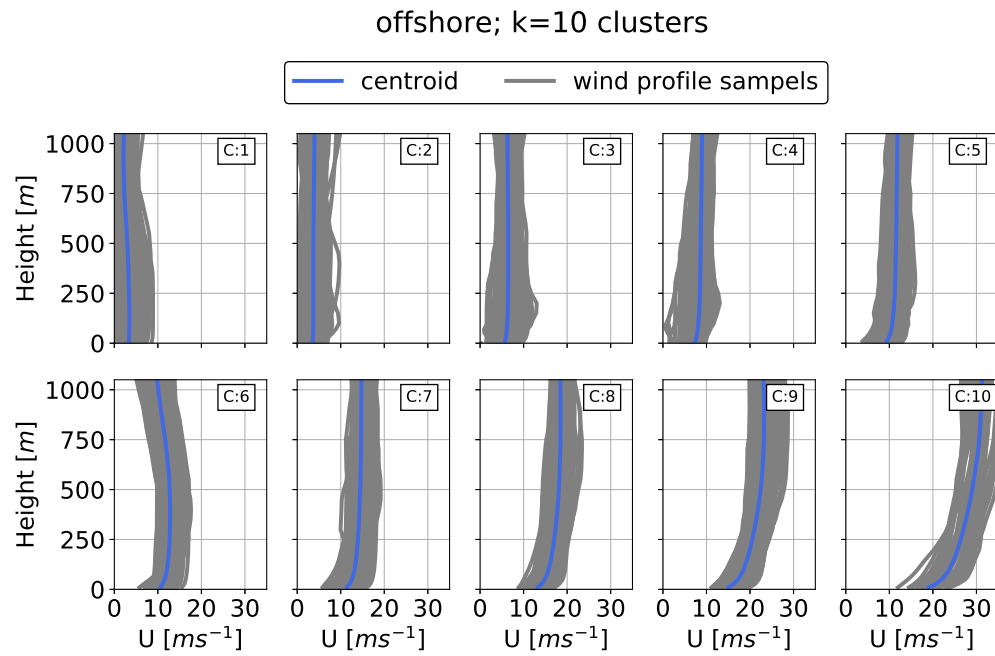 offshore; k=10 clusters
centroid wind profile sampels
1000 C:1 C:2 C:3 C:4 C:5
750
500
250
0
Height [m]
1000 C:6 C:7 C:8 C:9 C:10
750
500
250
0
Height [m]
0 10 20 30 0 10 20 30 0 10 20 30 0 10 20 30 0 10 20 30
U [ms⁻¹] U [ms⁻¹] U [ms⁻¹] U [ms⁻¹] U [ms⁻¹]